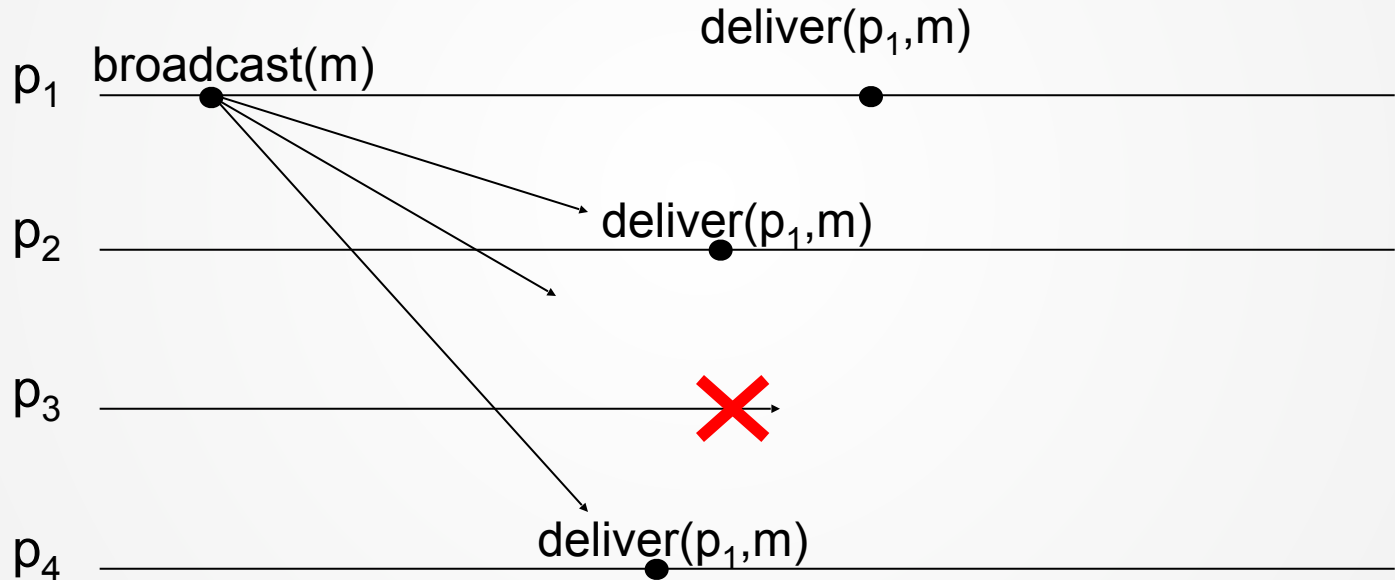 deliver(p₁,m)
broadcast(m)
p₁
deliver(p₁,m)
p₂
p₃
deliver(p₁,m)
p₄